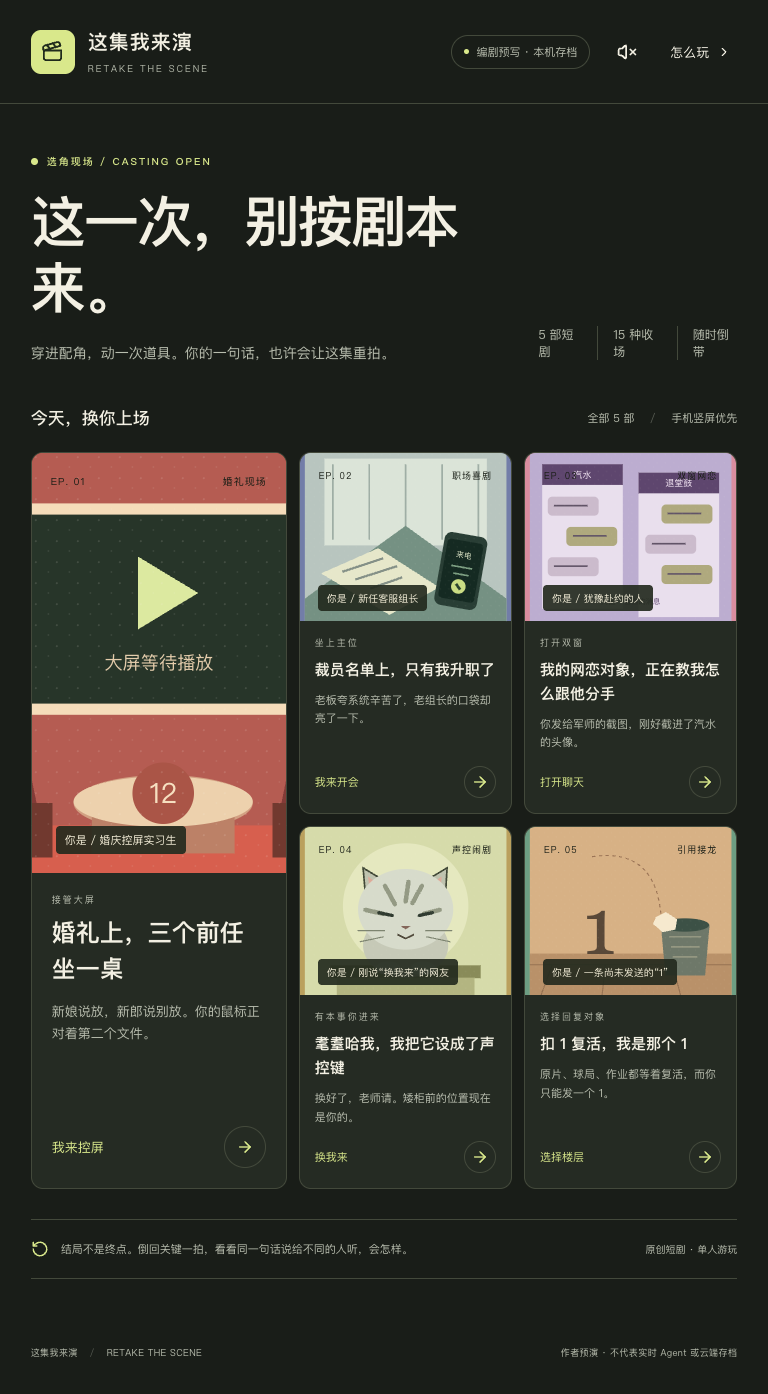 这集我来演
RETAKE THE SCENE
编剧预写 · 本机存档
怎么玩
选角现场 / CASTING OPEN
这一次，别按剧本
来。
穿进配角，动一次道具。你的一句话，也许会让这集重拍。
5 部短
剧
15 种收
场
随时倒
带
今天，换你上场
全部 5 部 / 手机竖屏优先
EP. 01
婚礼现场
大屏等待播放
12
你是 / 婚庆控屏实习生
接管大屏
婚礼上，三个前任
坐一桌
新娘说放，新郎说别放。你的鼠标正
对着第二个文件。
我来控屏
EP. 02
职场喜剧
来电
你是 / 新任客服组长
坐上主位
裁员名单上，只有我升职了
老板夸系统辛苦了，老组长的口袋却
亮了一下。
我来开会
EP. 03
双窗网恋
汽水
退堂鼓
你是 / 犹豫赴约的人
打开双窗
我的网恋对象，正在教我怎
么跟他分手
你发给军师的截图，刚好截进了汽水
的头像。
打开聊天
EP. 04
声控闹剧
你是 / 刚说“换我来”的网友
有本事你进来
耄耋哈我，我把它设成了声
控键
换好了，老师请。矮柜前的位置现在
是你的。
换我来
EP. 05
引用接龙
1
你是 / 一条尚未发送的“1”
选择回复对象
扣 1 复活，我是那个 1
原片、球局、作业都等着复活，而你
只能发一个 1。
选择楼层
结局不是终点。倒回关键一拍，看看同一句话说给不同的人听，会怎样。
原创短剧 · 单人游玩
这集我来演 / RETAKE THE SCENE
作者预演 · 不代表实时 Agent 或云端存档